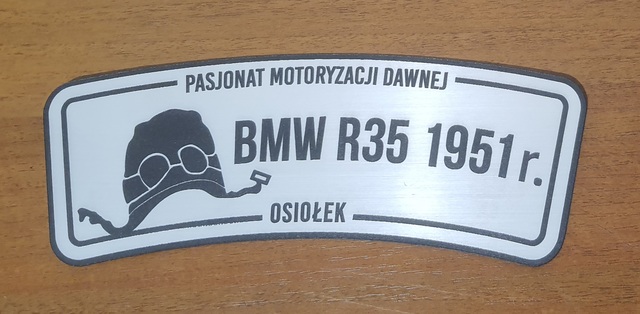 PASJONAT MOTORYZACJI DAWNEJ
BMW R35 1951 r.
OSIOŁEK